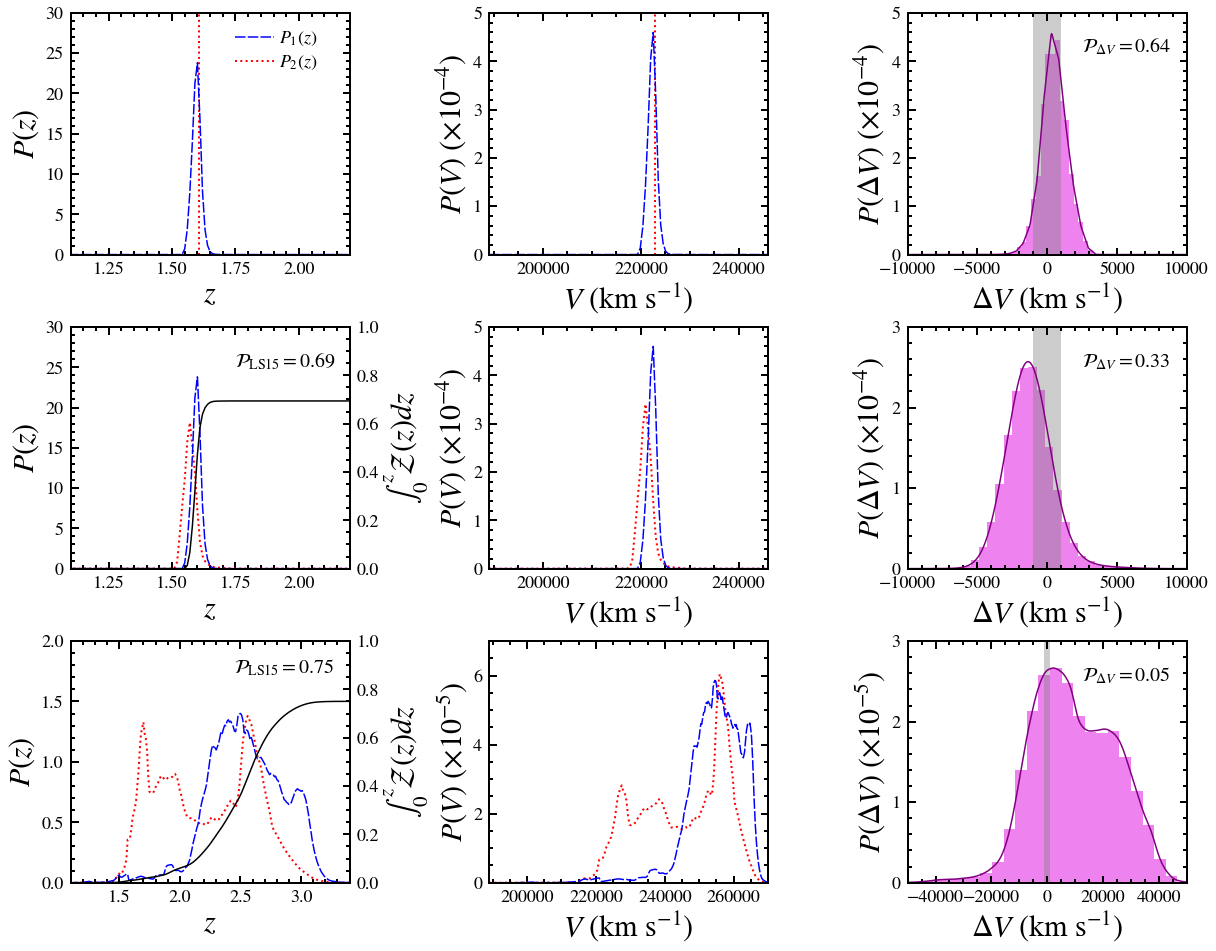 30
25
20
15
10
5
0
P(z)
1.25 1.50 1.75 2.00
z
P₁(z)
P₂(z)
5
4
3
2
1
0
P(V) (×10⁻⁴)
200000 220000 240000
V (km s⁻¹)
5
4
3
2
1
0
P(ΔV) (×10⁻⁴)
−10000 −5000 0 5000 10000
ΔV (km s⁻¹)
𝒫_ΔV = 0.64
30
25
20
15
10
5
0
P(z)
1.25 1.50 1.75 2.00
z
𝒫_LS15 = 0.69
1.0
0.8
0.6
0.4
0.2
0.0
∫₀ᶻ 𝒵(z)dz
5
4
3
2
1
0
P(V) (×10⁻⁴)
200000 220000 240000
V (km s⁻¹)
3
2
1
0
P(ΔV) (×10⁻⁴)
−10000 −5000 0 5000 10000
ΔV (km s⁻¹)
𝒫_ΔV = 0.33
2.0
1.5
1.0
0.5
0.0
P(z)
1.5 2.0 2.5 3.0
z
𝒫_LS15 = 0.75
1.0
0.8
0.6
0.4
0.2
0.0
∫₀ᶻ 𝒵(z)dz
6
4
2
0
P(V) (×10⁻⁵)
200000 220000 240000 260000
V (km s⁻¹)
3
2
1
0
P(ΔV) (×10⁻⁵)
−40000 −20000 0 20000 40000
ΔV (km s⁻¹)
𝒫_ΔV = 0.05